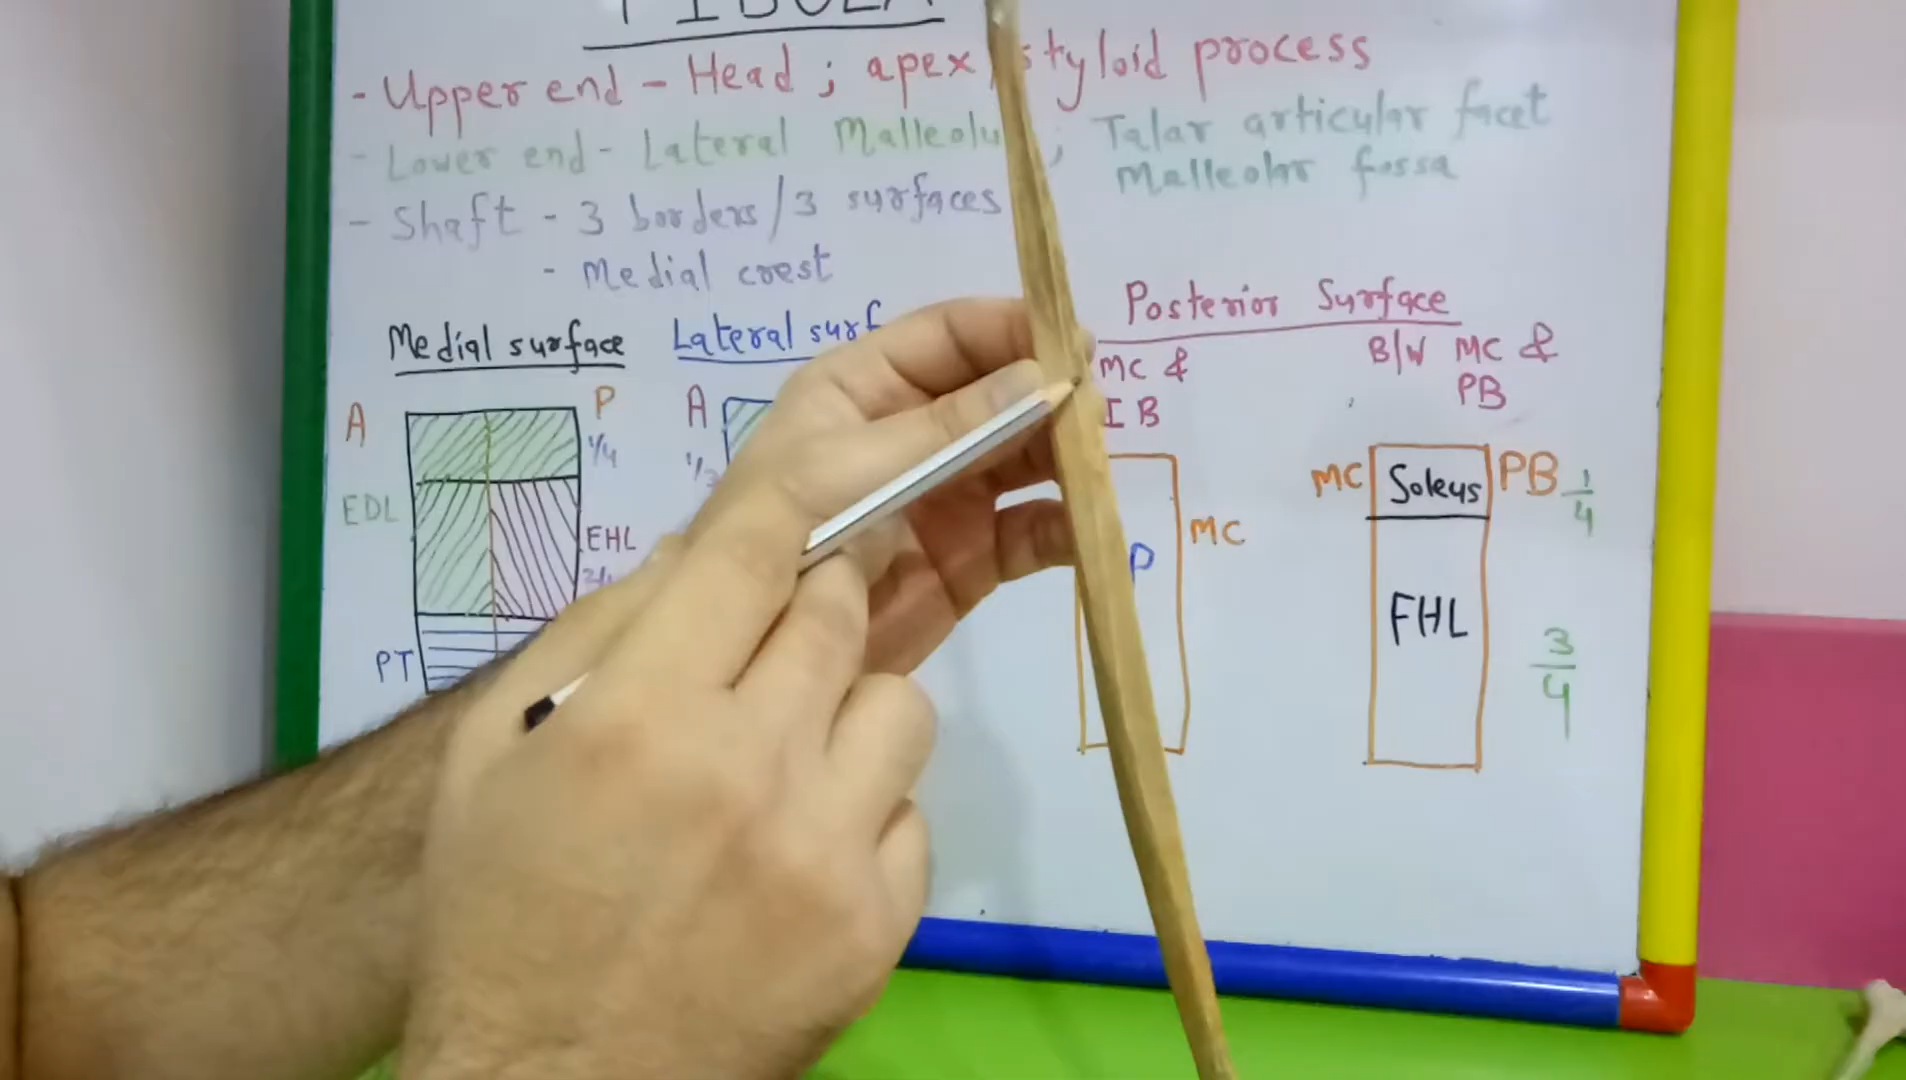 - Upper end - Head ; apex / styloid process
- Lower end - Lateral Malleolu ; Talar articular facet
Malleolar fossa
- Shaft - 3 borders / 3 surfaces
- Medial crest
Medial surface
Lateral surf
Posterior Surface
MC &
IB
B/W MC &
PB
A
P
1/4
EDL
EHL
PT
A
1/3
P
MC
MC
Soleus
PB
1/4
FHL
3/4